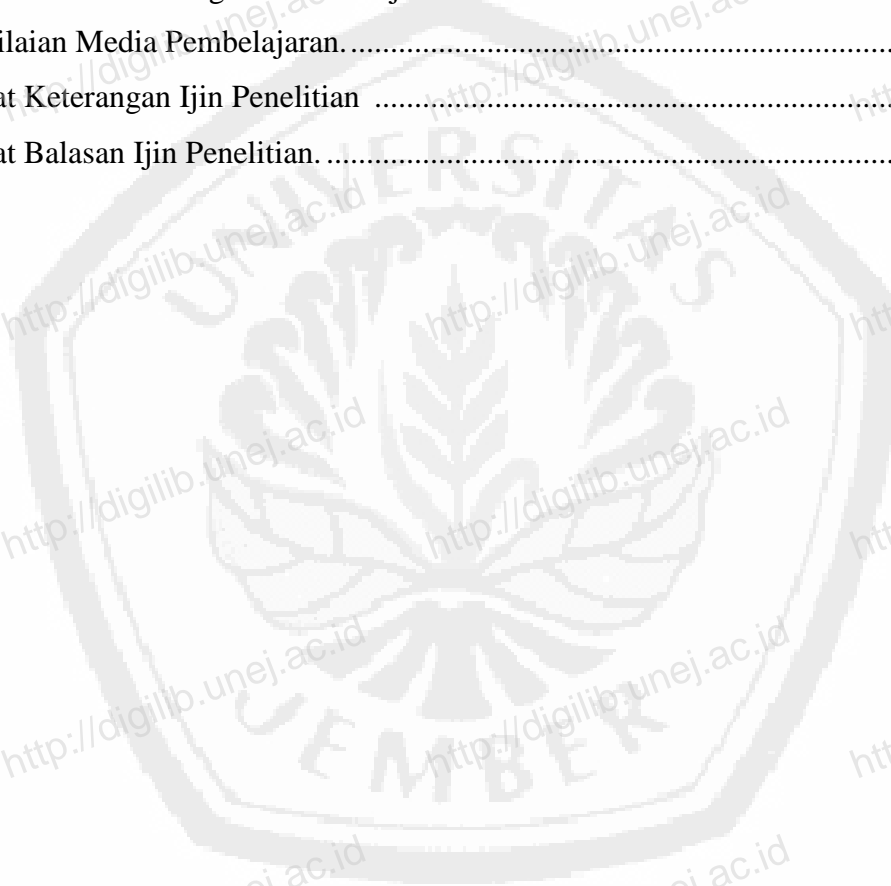 ilaian Media Pembelajaran.
at Keterangan Ijin Penelitian
at Balasan Ijin Penelitian.
UNIVERSITAS
JEMBER
http://digilib.unej.ac.id
http://digilib.unej.ac.id
http://digilib.unej.ac.id
http://digilib.unej.ac.id
http://digilib.unej.ac.id
http://digilib.unej.ac.id
http://digilib.unej.ac.id
http://digilib.unej.ac.id